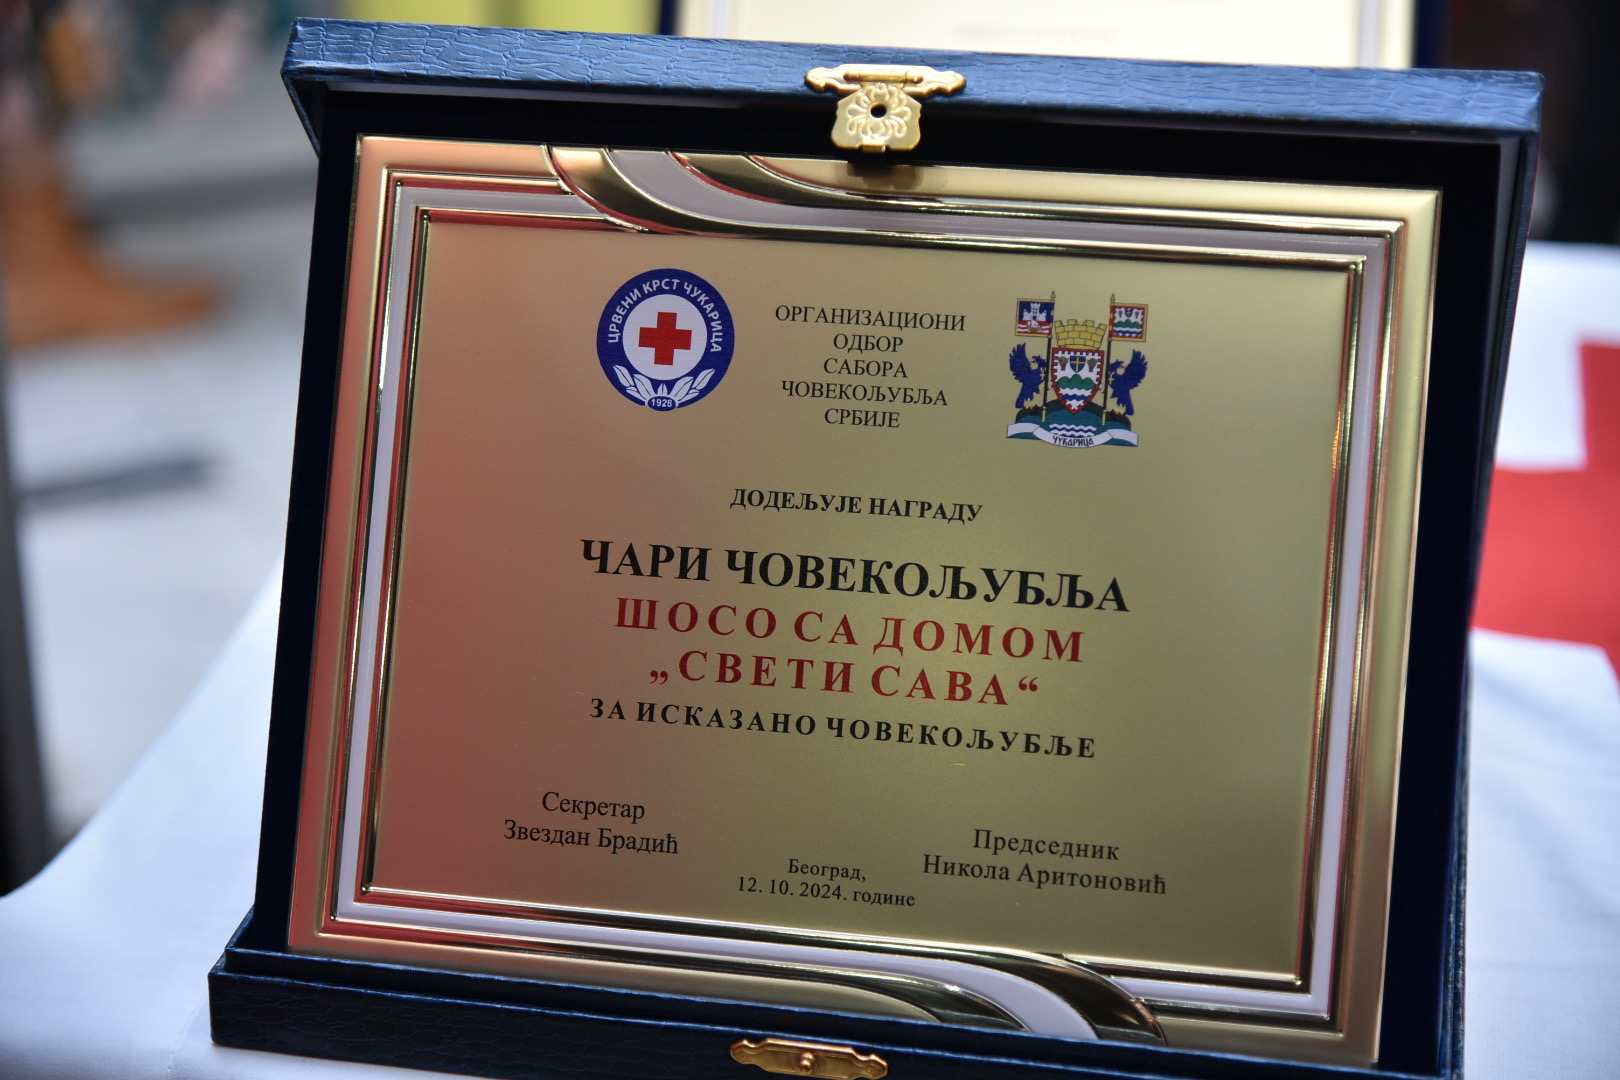 ЦРВЕНИ КРСТ ЧУКАРИЦА
1928
ОРГАНИЗАЦИОНИ
ОДБОР
САБОРА
ЧОВЕКОЉУБЉА
СРБИЈЕ
ЧУКАРИЦА
ДОДЕЉУЈЕ НАГРАДУ
ЧАРИ ЧОВЕКОЉУБЉА
ШОСО СА ДОМОМ
„СВЕТИ САВА“
ЗА ИСКАЗАНО ЧОВЕКОЉУБЉЕ
Секретар
Звездан Брадић
Београд,
12. 10. 2024. године
Председник
Никола Аритоновић